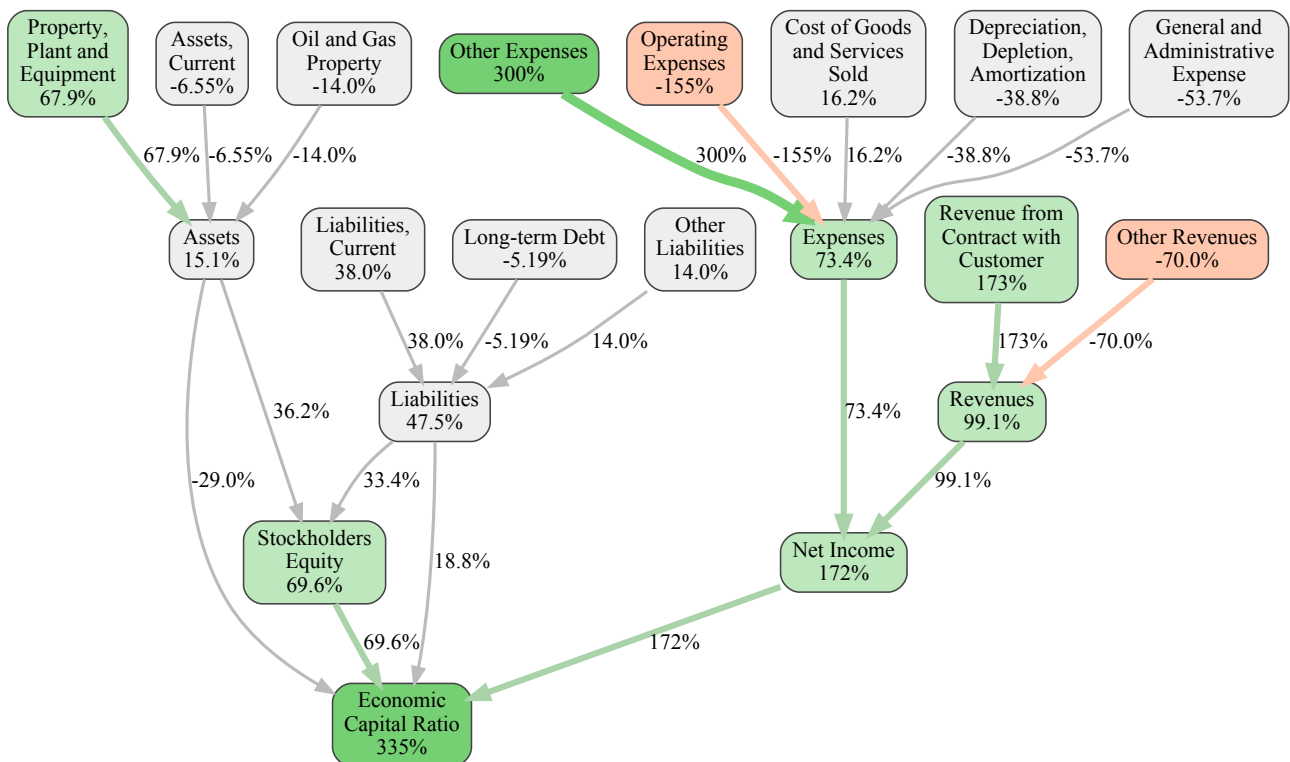 Property,
Plant and
Equipment
67.9%
Assets,
Current
-6.55%
Oil and Gas
Property
-14.0%
Other Expenses
300%
Operating
Expenses
-155%
Cost of Goods
and Services
Sold
16.2%
Depreciation,
Depletion,
Amortization
-38.8%
General and
Administrative
Expense
-53.7%
67.9%
-6.55%
-14.0%
300%
-155%
16.2%
-38.8%
-53.7%
Assets
15.1%
Liabilities,
Current
38.0%
Long-term Debt
-5.19%
Other
Liabilities
14.0%
Expenses
73.4%
Revenue from
Contract with
Customer
173%
Other Revenues
-70.0%
38.0%
-5.19%
14.0%
173%
-70.0%
36.2%
Liabilities
47.5%
73.4%
Revenues
99.1%
-29.0%
33.4%
99.1%
Stockholders
Equity
69.6%
18.8%
Net Income
172%
69.6%
172%
Economic
Capital Ratio
335%